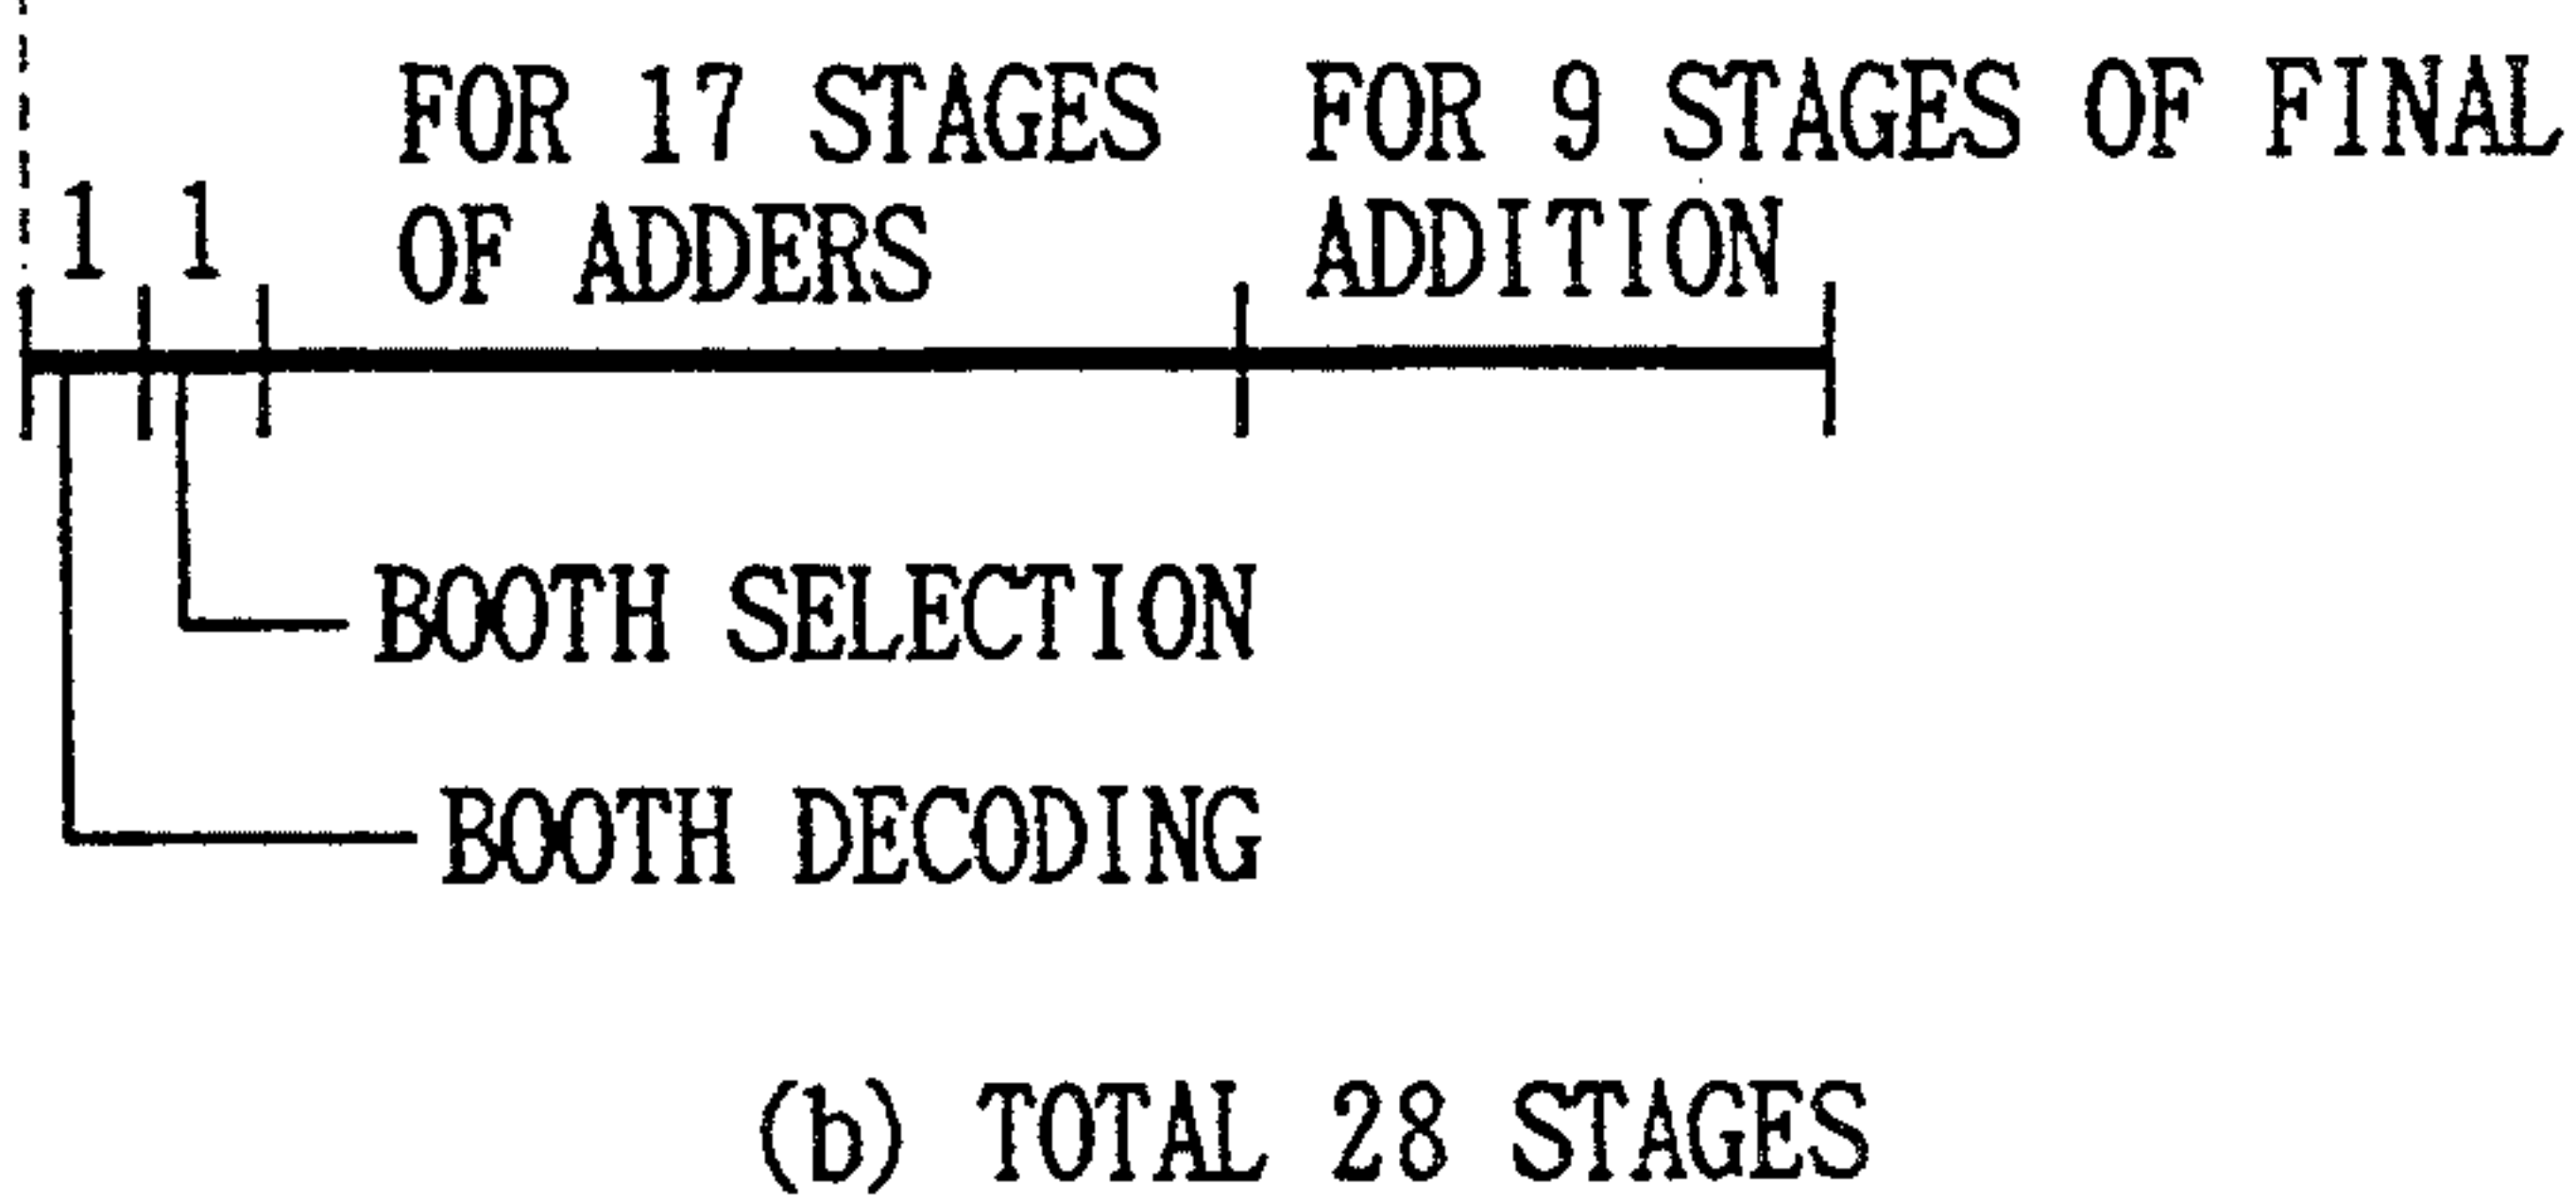 FOR 17 STAGES
OF ADDERS
FOR 9 STAGES OF FINAL
ADDITION
1 1
BOOTH SELECTION
BOOTH DECODING
(b) TOTAL 28 STAGES